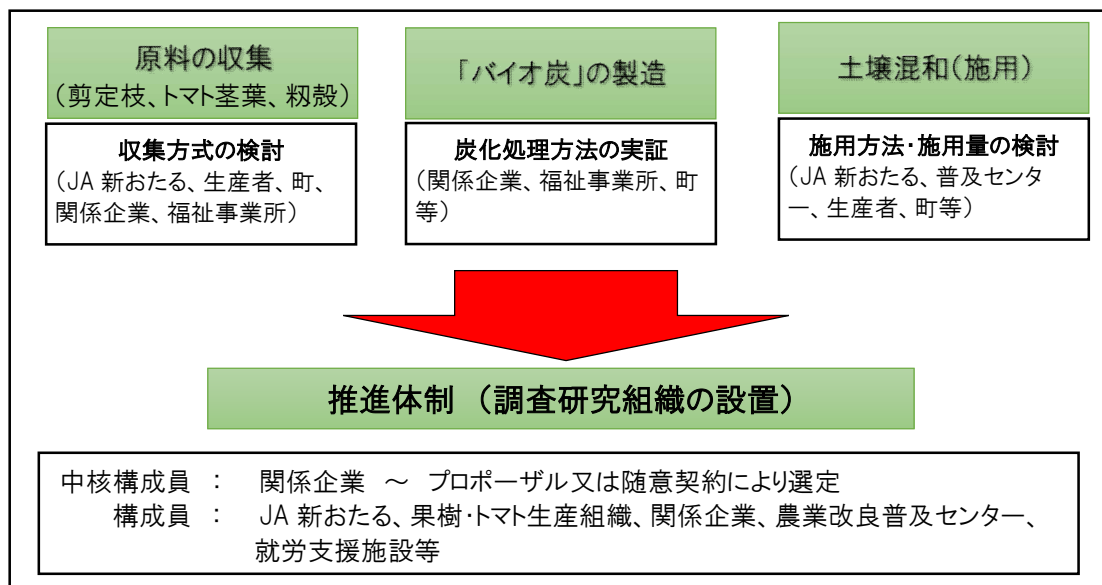 原料の収集
（剪定枝、トマト茎葉、籾殻）
収集方式の検討
（JA 新おたる、生産者、町、
関係企業、福祉事業所）
「バイオ炭」の製造
炭化処理方法の実証
（関係企業、福祉事業所、町
等）
土壌混和（施用）
施用方法・施用量の検討
（JA 新おたる、普及センタ
ー、生産者、町等）
推進体制 （調査研究組織の設置）
中核構成員 ： 関係企業 ～ プロポーザル又は随意契約により選定
構成員 ： JA 新おたる、果樹・トマト生産組織、関係企業、農業改良普及センター、
就労支援施設等